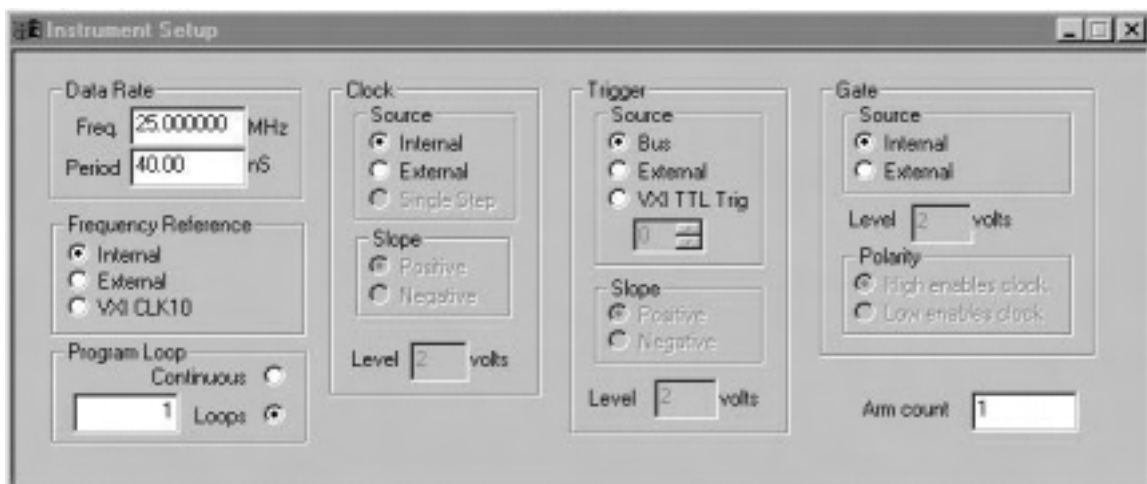 Instrument Setup
Data Rate
Freq. 25.000000 MHz
Period 40.00 nS
Frequency Reference
Internal
External
VXI CLK10
Program Loop
Continuous
1 Loops
Clock
Source
Internal
External
Single Step
Slope
Positive
Negative
Level 2 volts
Trigger
Source
Bus
External
VXI TTL Trig
0
Slope
Positive
Negative
Level 2 volts
Gate
Source
Internal
External
Level 2 volts
Polarity
High enables clock.
Low enables clock
Arm count 1